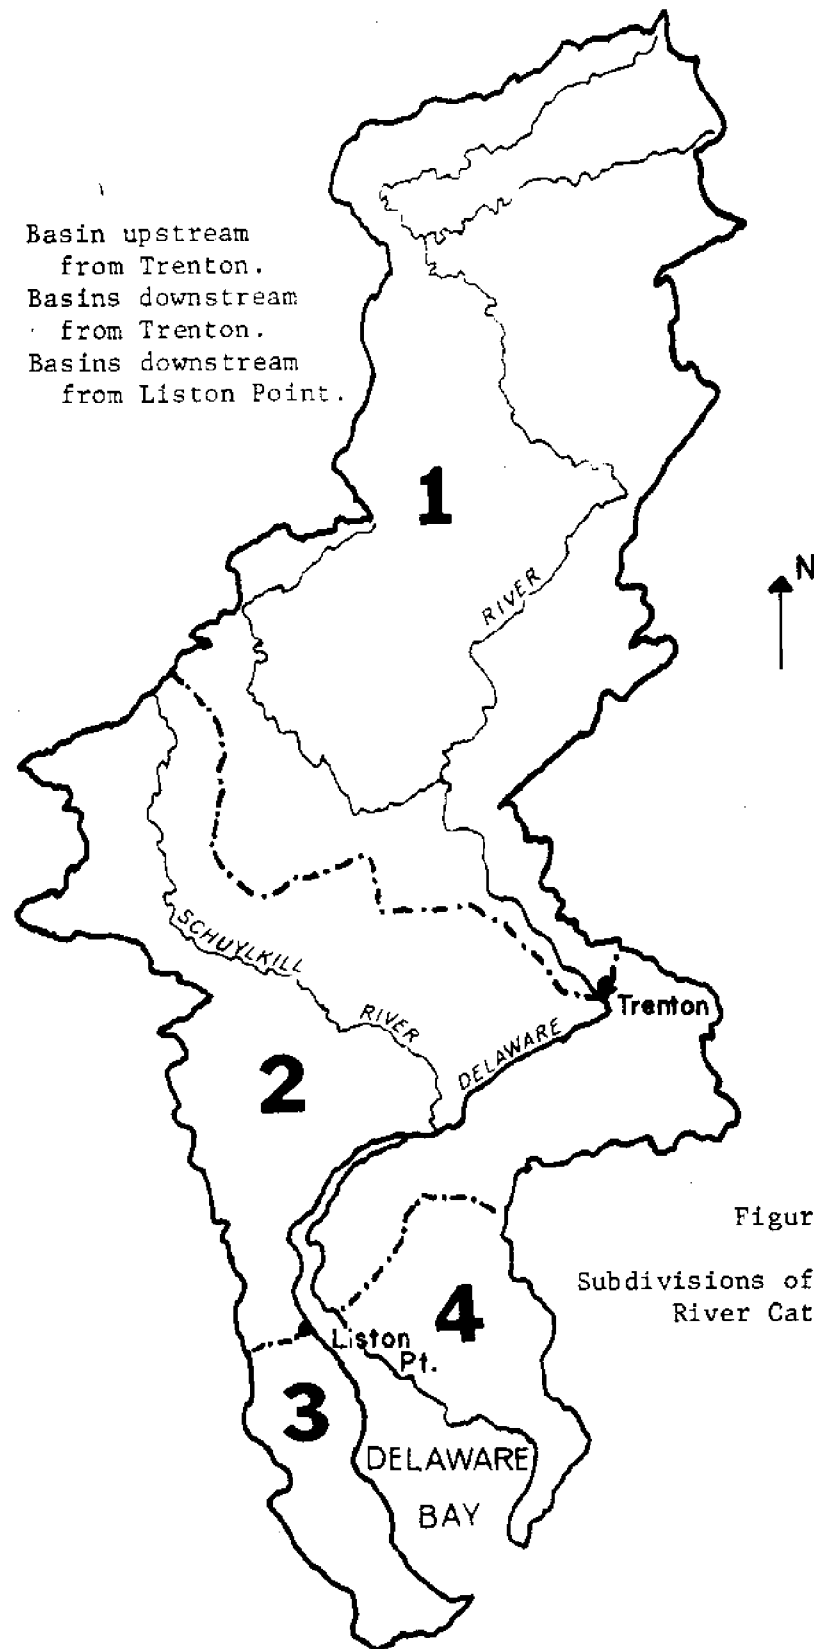 Basin upstream
from Trenton.
Basins downstream
from Trenton.
Basins downstream
from Liston Point.
1
N
RIVER
SCHUYLKILL
RIVER
DELAWARE
Trenton
2
Figur
Subdivisions of
River Cat
4
Liston
Pt.
3
DELAWARE
BAY